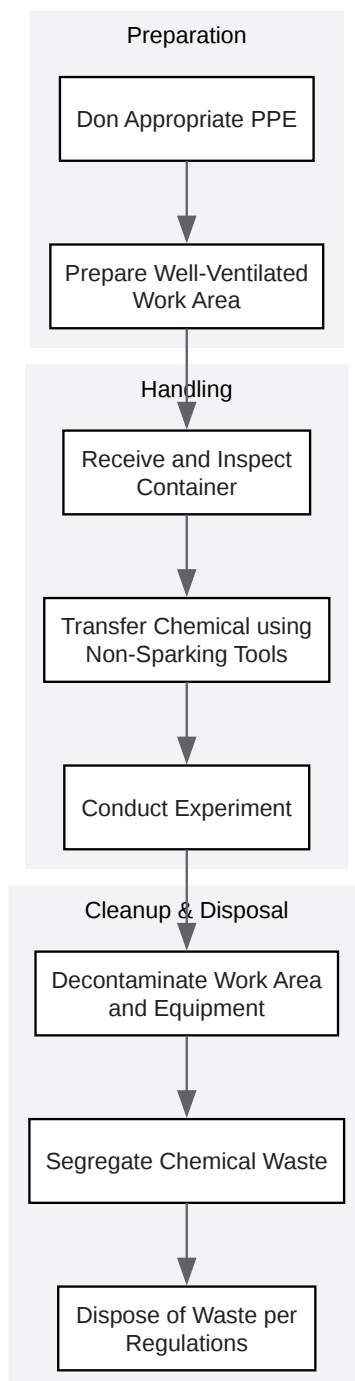 Preparation
Don Appropriate PPE
Prepare Well-Ventilated
Work Area
Handling
Receive and Inspect
Container
Transfer Chemical using
Non-Sparking Tools
Conduct Experiment
Cleanup & Disposal
Decontaminate Work Area
and Equipment
Segregate Chemical Waste
Dispose of Waste per
Regulations